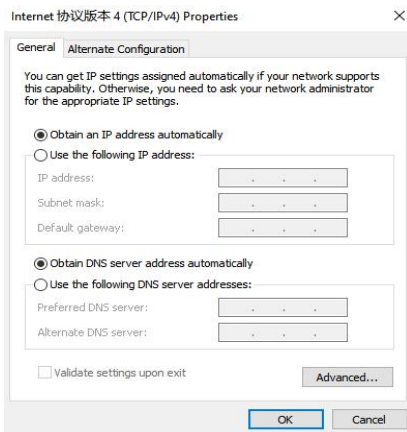 Internet 协议版本 4 (TCP/IPv4) Properties
General
Alternate Configuration
You can get IP settings assigned automatically if your network supports
this capability. Otherwise, you need to ask your network administrator
for the appropriate IP settings.
Obtain an IP address automatically
Use the following IP address:
IP address:
Subnet mask:
Default gateway:
Obtain DNS server address automatically
Use the following DNS server addresses:
Preferred DNS server:
Alternate DNS server:
Validate settings upon exit
Advanced...
OK
Cancel